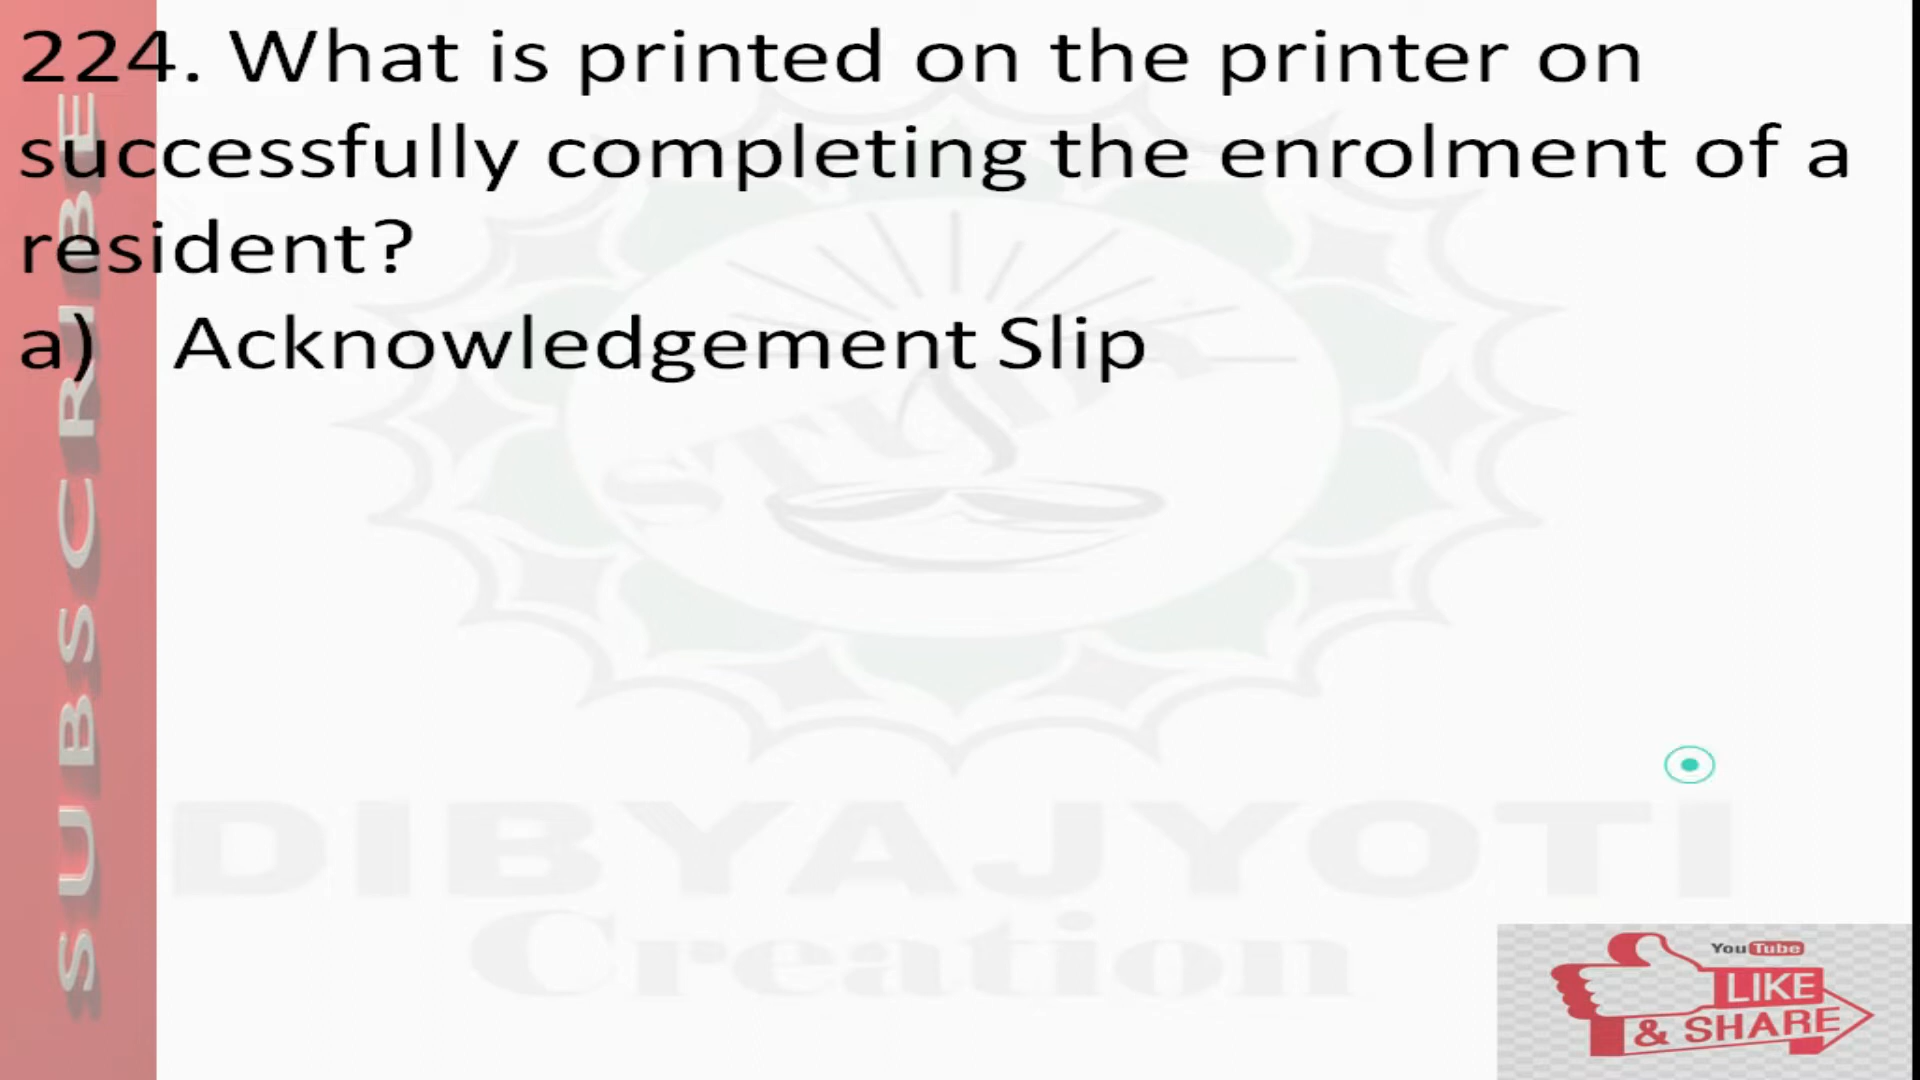 224. What is printed on the printer on
successfully completing the enrolment of a
resident?
a) Acknowledgement Slip
SUBSCRIBE
DIBYAJYOTI
Creation
YouTube
LIKE
& SHARE